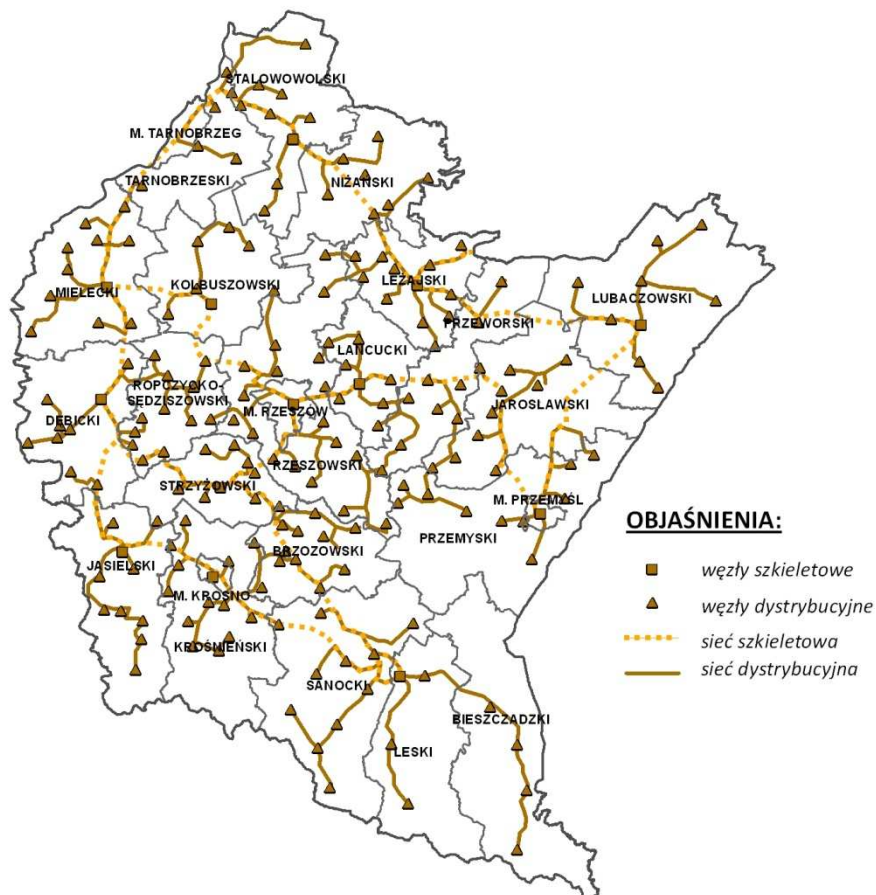 STALOWOWOLSKI
M. TARNOBRZEG
TARNOBRZESKI
NIŻAŃSKI
MIELECKI
KOLBUSZOWSKI
LEŻAJSKI
LUBACZOWSKI
PRZEWORSKI
ŁAŃCUCKI
ROPCZYCKO-
SĘDZISZOWSKI
DĘBICKI
M. RZESZÓW
JAROSŁAWSKI
RZESZOWSKI
STRZYŻOWSKI
M. PRZEMYŚL
PRZEMYSKI
BRZOZOWSKI
JASIELSKI
M. KROSNO
KROŚNIEŃSKI
SANOCKI
BIESZCZADZKI
LESKI
OBJAŚNIENIA:
węzły szkieletowe
węzły dystrybucyjne
sieć szkieletowa
sieć dystrybucyjna